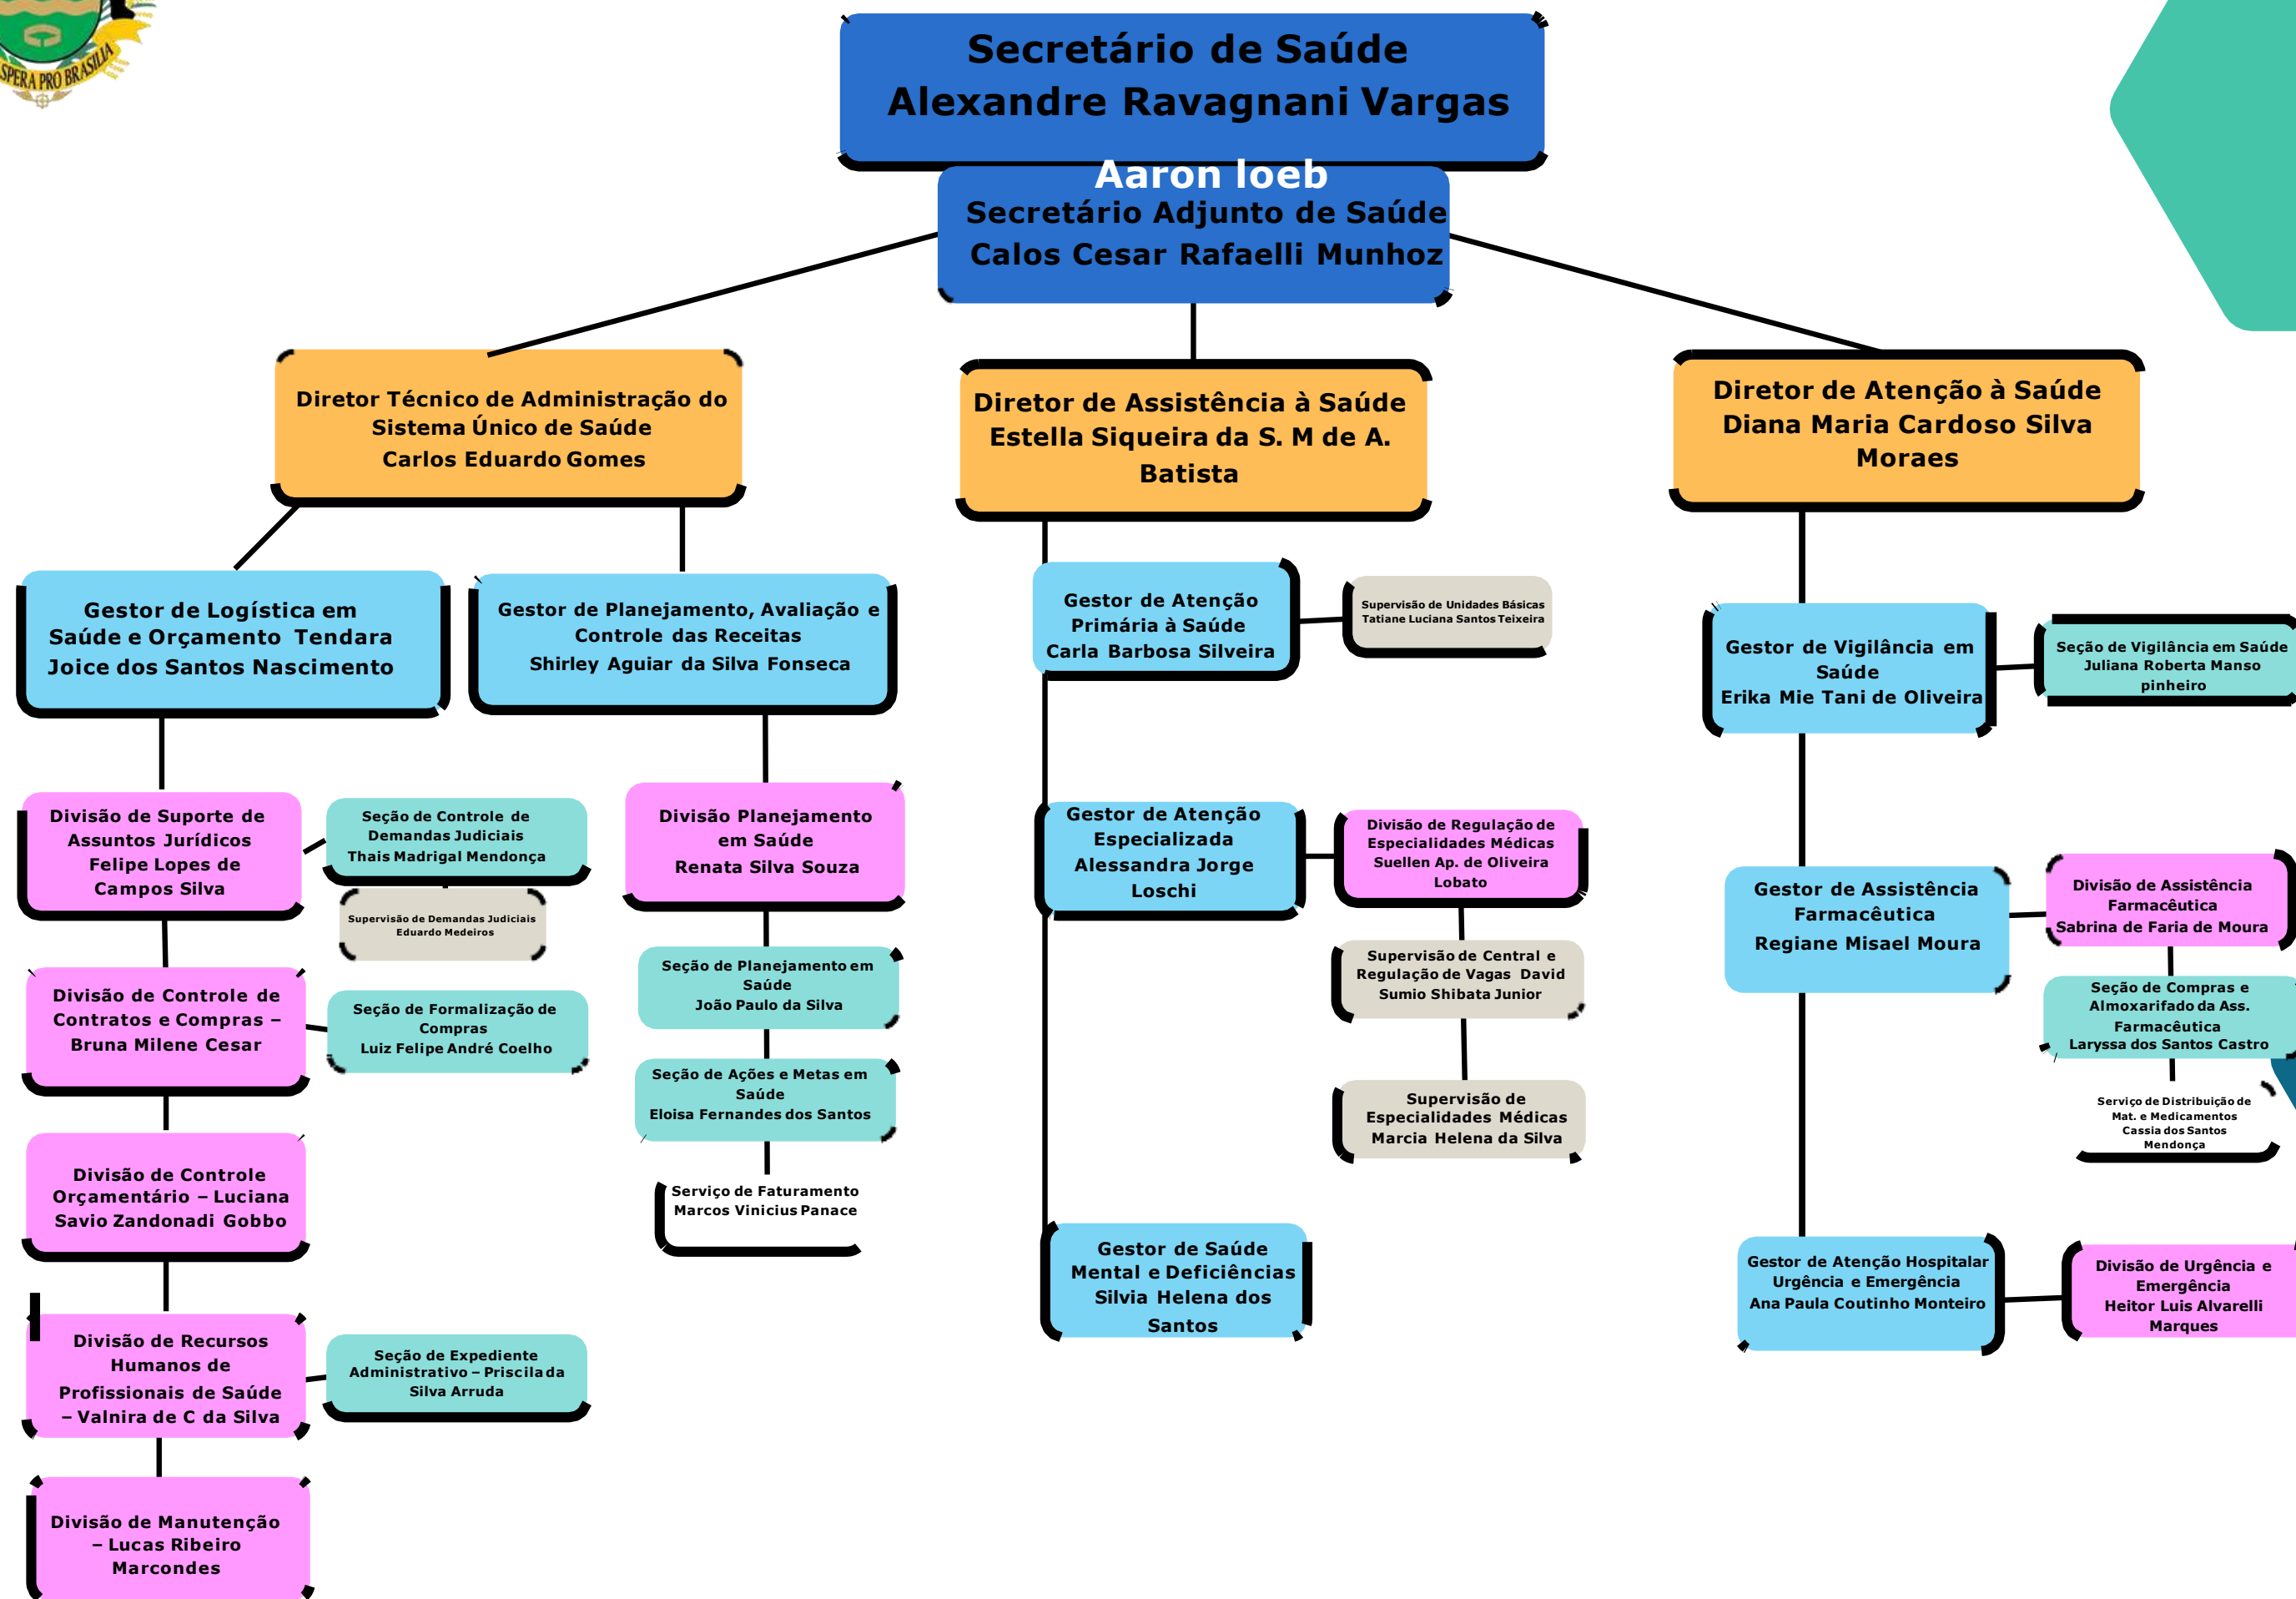 SPERA PRO BRASILIA
Secretário de Saúde
Alexandre Ravagnani Vargas
Aaron loeb
Secretário Adjunto de Saúde
Calos Cesar Rafaelli Munhoz
Diretor Técnico de Administração do
Sistema Único de Saúde
Carlos Eduardo Gomes
Diretor de Assistência à Saúde
Estella Siqueira da S. M de A.
Batista
Diretor de Atenção à Saúde
Diana Maria Cardoso Silva
Moraes
Gestor de Logística em
Saúde e Orçamento Tendara
Joice dos Santos Nascimento
Gestor de Planejamento, Avaliação e
Controle das Receitas
Shirley Aguiar da Silva Fonseca
Gestor de Atenção
Primária à Saúde
Carla Barbosa Silveira
Supervisão de Unidades Básicas
Tatiane Luciana Santos Teixeira
Gestor de Vigilância em
Saúde
Erika Mie Tani de Oliveira
Seção de Vigilância em Saúde
Juliana Roberta Manso
pinheiro
Divisão de Suporte de
Assuntos Jurídicos
Felipe Lopes de
Campos Silva
Seção de Controle de
Demandas Judiciais
Thais Madrigal Mendonça
Supervisão de Demandas Judiciais
Eduardo Medeiros
Divisão Planejamento
em Saúde
Renata Silva Souza
Gestor de Atenção
Especializada
Alessandra Jorge
Loschi
Divisão de Regulação de
Especialidades Médicas
Suellen Ap. de Oliveira
Lobato
Gestor de Assistência
Farmacêutica
Regiane Misael Moura
Divisão de Assistência
Farmacêutica
Sabrina de Faria de Moura
Divisão de Controle de
Contratos e Compras –
Bruna Milene Cesar
Seção de Formalização de
Compras
Luiz Felipe André Coelho
Seção de Planejamento em
Saúde
João Paulo da Silva
Supervisão de Central e
Regulação de Vagas David
Sumio Shibata Junior
Seção de Compras e
Almoxarifado da Ass.
Farmacêutica
Laryssa dos Santos Castro
Seção de Ações e Metas em
Saúde
Eloisa Fernandes dos Santos
Supervisão de
Especialidades Médicas
Marcia Helena da Silva
Serviço de Distribuição de
Mat. e Medicamentos
Cassia dos Santos
Mendonça
Divisão de Controle
Orçamentário – Luciana
Savio Zandonadi Gobbo
Serviço de Faturamento
Marcos Vinicius Panace
Gestor de Saúde
Mental e Deficiências
Silvia Helena dos
Santos
Gestor de Atenção Hospitalar
Urgência e Emergência
Ana Paula Coutinho Monteiro
Divisão de Urgência e
Emergência
Heitor Luis Alvarelli
Marques
Divisão de Recursos
Humanos de
Profissionais de Saúde
– Valnira de C da Silva
Seção de Expediente
Administrativo – Priscila da
Silva Arruda
Divisão de Manutenção
– Lucas Ribeiro
Marcondes